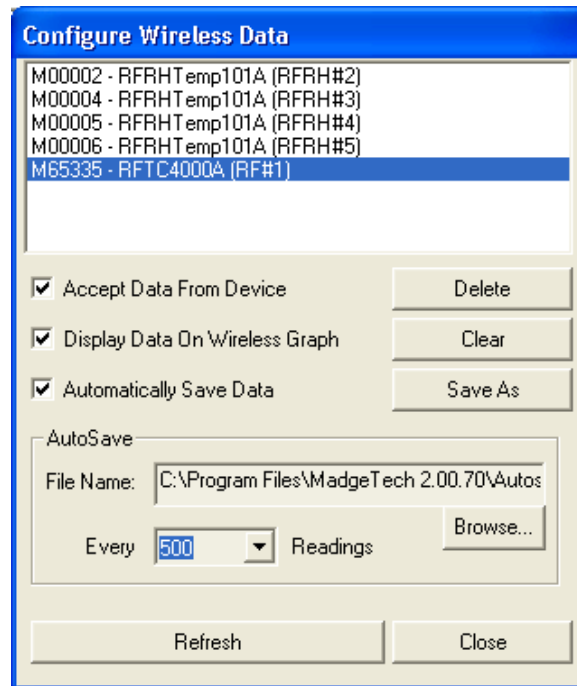 Configure Wireless Data
M00002 - RFRHTemp101A (RFRH#2)
M00004 - RFRHTemp101A (RFRH#3)
M00005 - RFRHTemp101A (RFRH#4)
M00006 - RFRHTemp101A (RFRH#5)
M65335 - RFTC4000A (RF#1)
Accept Data From Device Delete
Display Data On Wireless Graph Clear
Automatically Save Data Save As
AutoSave
File Name: C:\Program Files\MadgeTech 2.00.70\Autos
Browse...
Every 500 Readings
Refresh Close